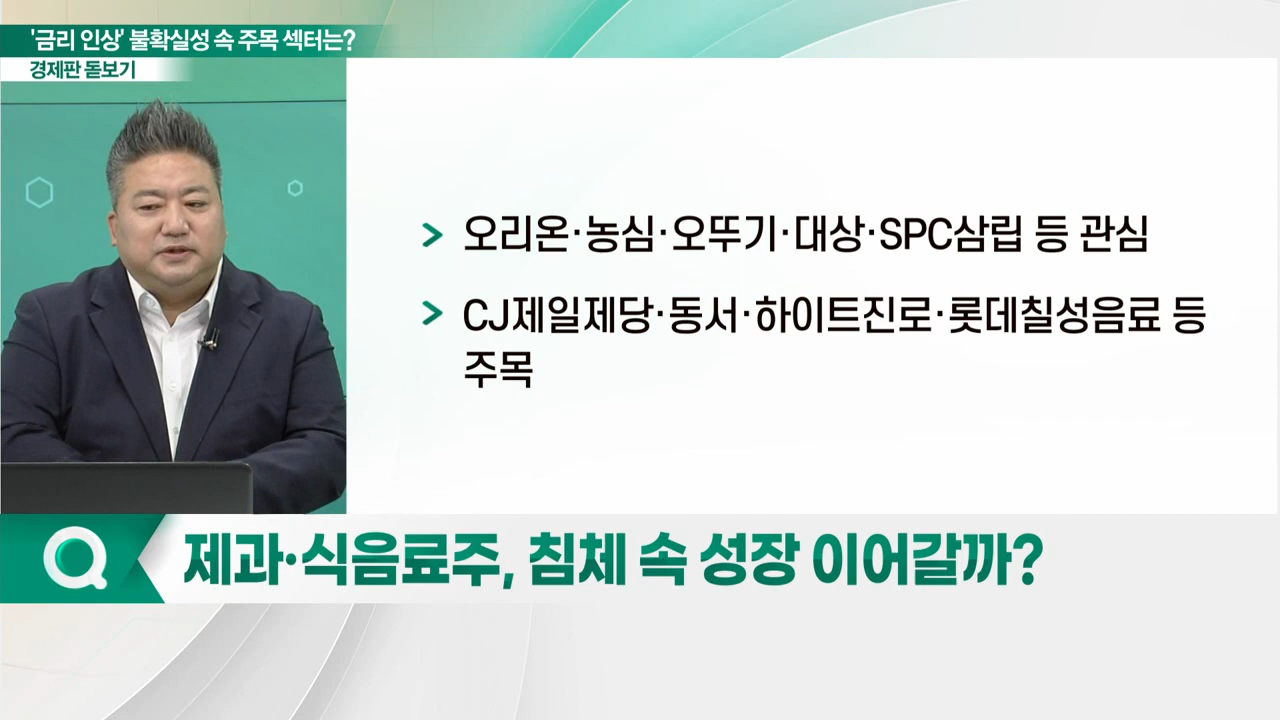 '금리 인상' 불확실성 속 주목 섹터는?
경제판 돋보기
> 오리온·농심·오뚜기·대상·SPC삼립 등 관심
> CJ제일제당·동서·하이트진로·롯데칠성음료 등
주목
제과·식음료주, 침체 속 성장 이어갈까?